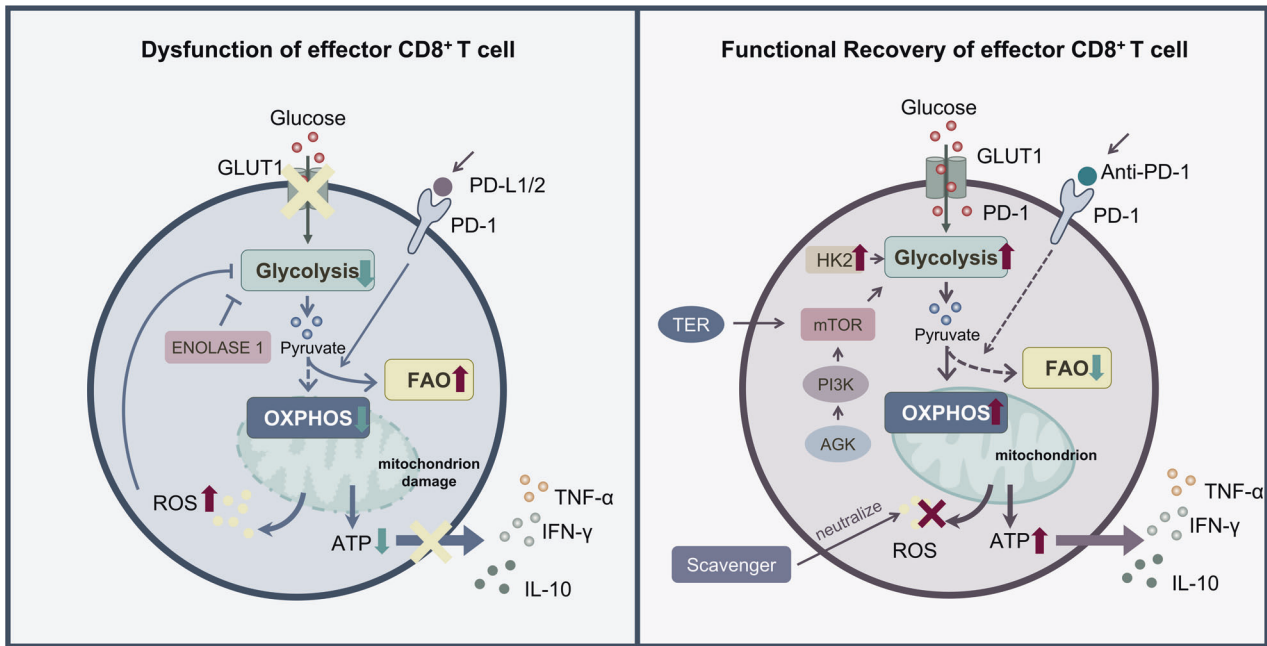 Dysfunction of effector CD8⁺ T cell
Glucose
GLUT1
PD-L1/2
PD-1
Glycolysis
ENOLASE 1
Pyruvate
FAO
OXPHOS
mitochondrion
damage
ROS
ATP
TNF-α
IFN-γ
IL-10
Functional Recovery of effector CD8⁺ T cell
Glucose
GLUT1
Anti-PD-1
PD-1
PD-1
HK2
Glycolysis
TER
mTOR
Pyruvate
PI3K
FAO
OXPHOS
AGK
mitochondrion
neutralize
ROS
ATP
Scavenger
TNF-α
IFN-γ
IL-10